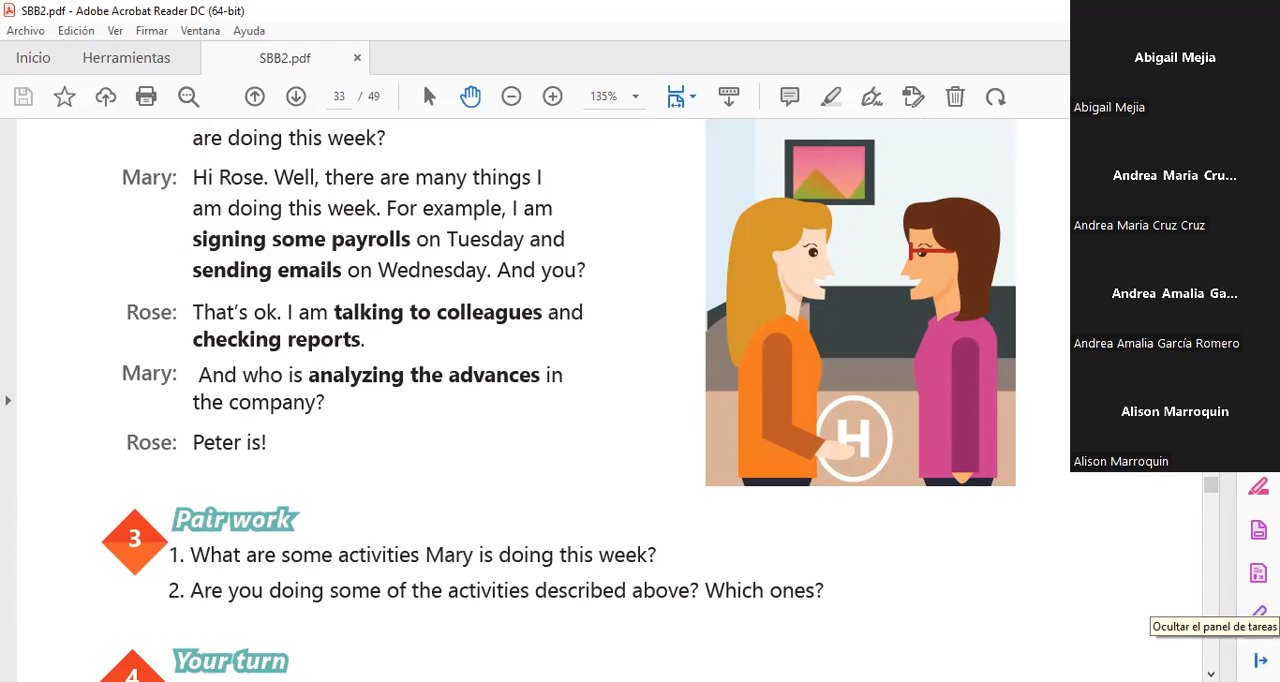 SBB2.pdf - Adobe Acrobat Reader DC (64-bit)
Archivo Edición Ver Firmar Ventana Ayuda
Inicio Herramientas SBB2.pdf ×
33 / 49 135%
are doing this week?
Mary: Hi Rose. Well, there are many things I
am doing this week. For example, I am
signing some payrolls on Tuesday and
sending emails on Wednesday. And you?
Rose: That's ok. I am talking to colleagues and
checking reports.
Mary: And who is analyzing the advances in
the company?
Rose: Peter is!
H
3 Pair work
1. What are some activities Mary is doing this week?
2. Are you doing some of the activities described above? Which ones?
4 Your turn
Abigail Mejia
Abigail Mejia
Andrea Maria Cru...
Andrea Maria Cruz Cruz
Andrea Amalia Ga...
Andrea Amalia García Romero
Alison Marroquin
Alison Marroquin
Ocultar el panel de tareas